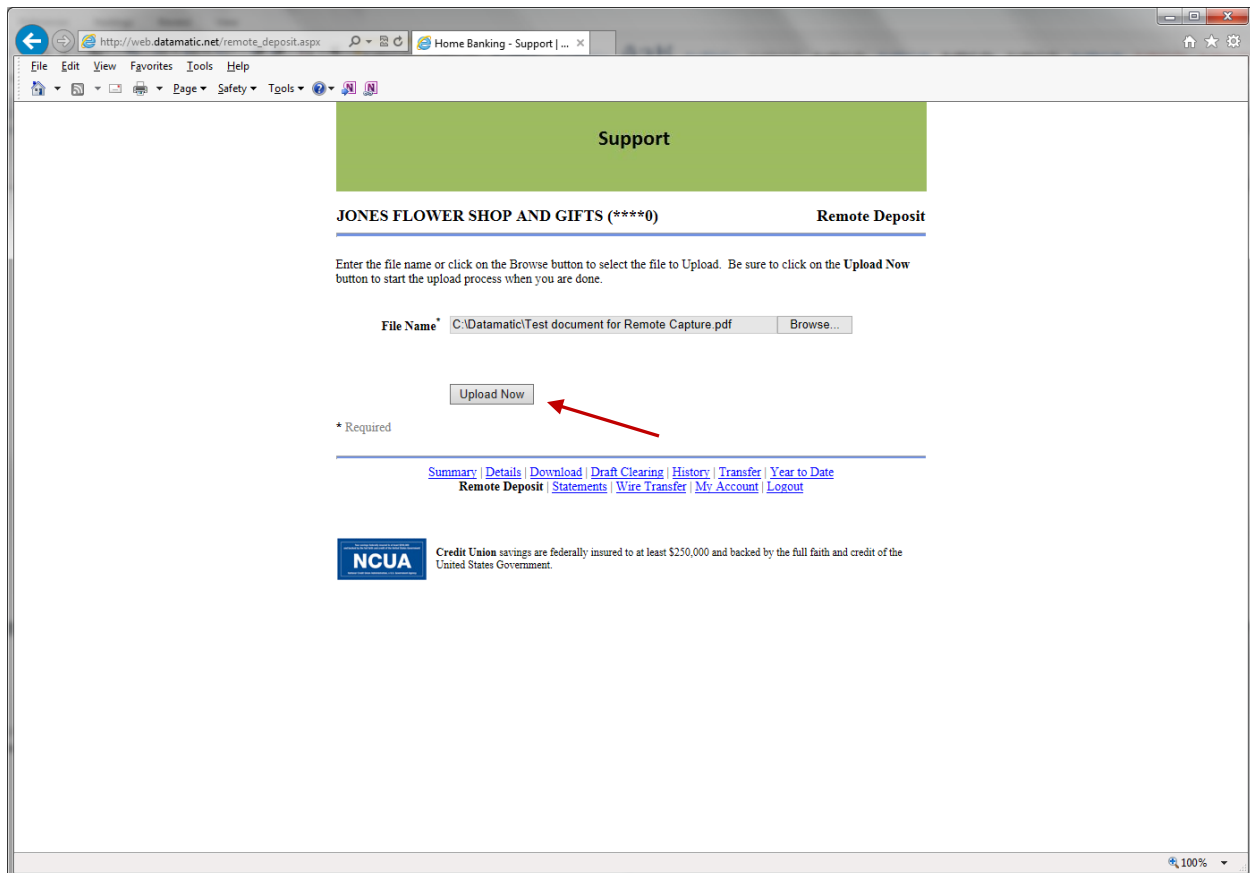 http://web.datamatic.net/remote_deposit.aspx
Home Banking - Support | ...
File Edit View Favorites Tools Help
Page Safety Tools
Support
JONES FLOWER SHOP AND GIFTS (****0) Remote Deposit
Enter the file name or click on the Browse button to select the file to Upload. Be sure to click on the Upload Now
button to start the upload process when you are done.
File Name* C:\Datamatic\Test document for Remote Capture.pdf Browse...
Upload Now
* Required
Summary | Details | Download | Draft Clearing | History | Transfer | Year to Date
Remote Deposit | Statements | Wire Transfer | My Account | Logout
NCUA
Credit Union savings are federally insured to at least $250,000 and backed by the full faith and credit of the
United States Government.
100%